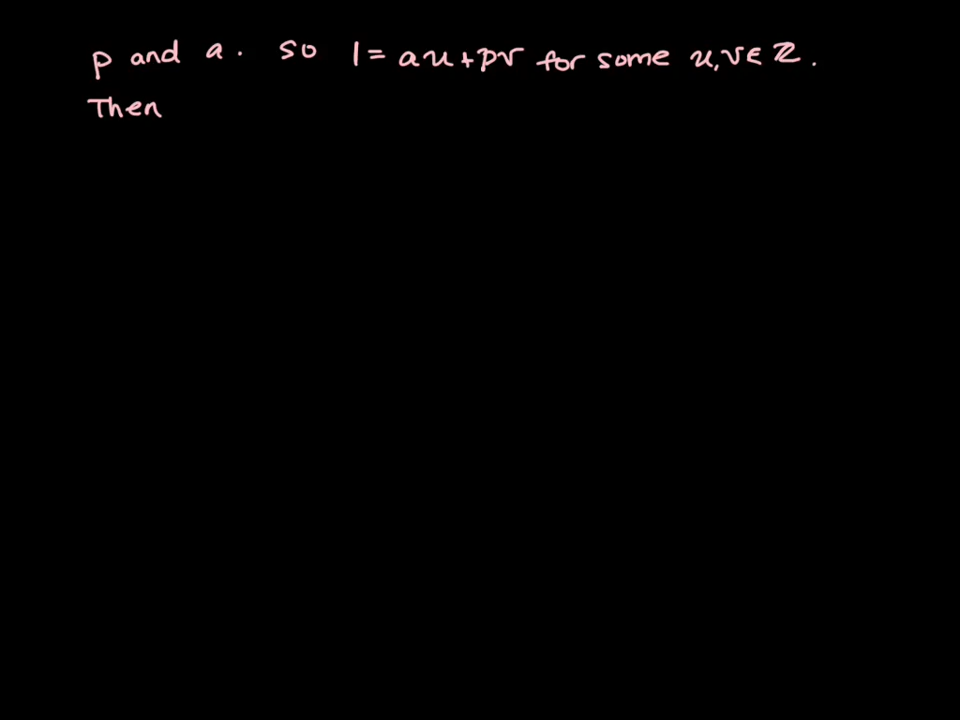 p and a. so 1 = au + pv for some u, v ∈ ℤ.
Then